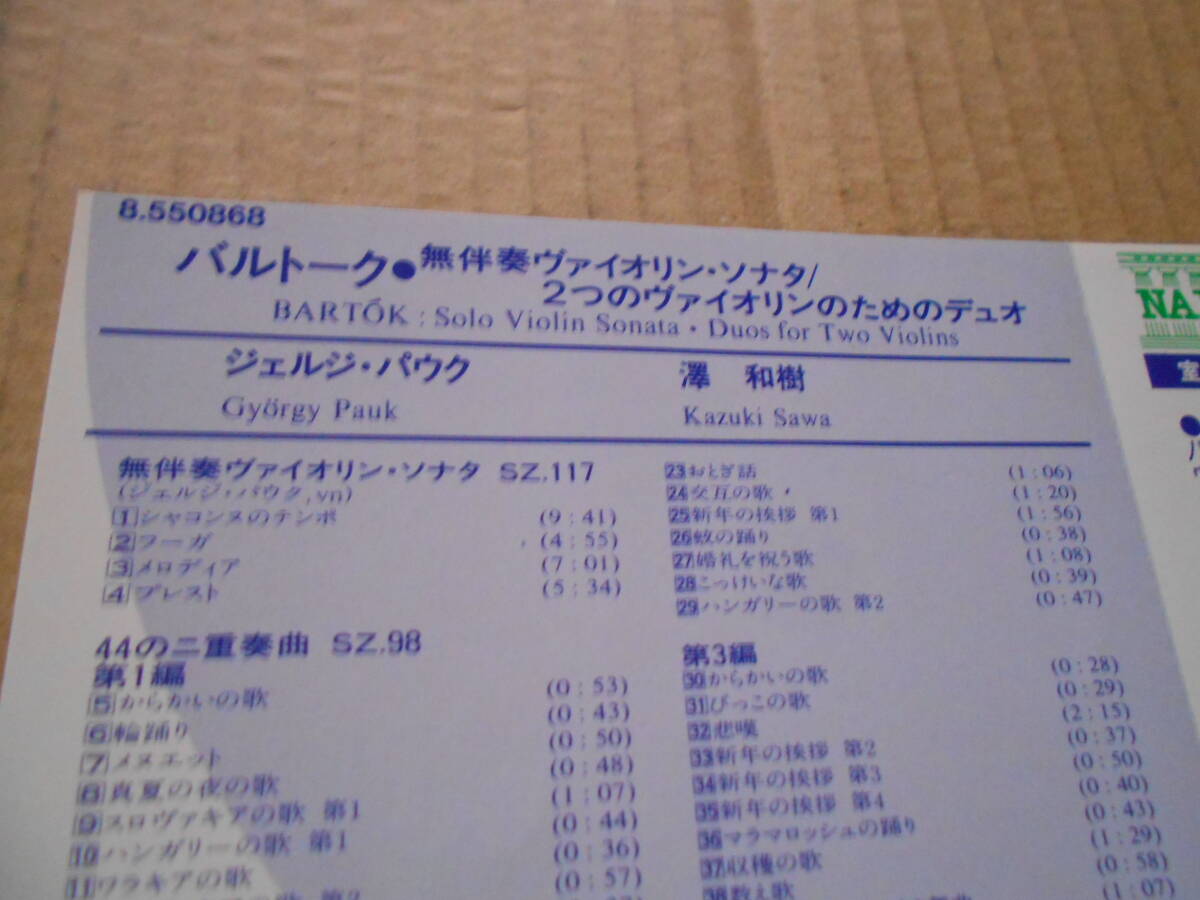 8.550868
バルトーク●無伴奏ヴァイオリン・ソナタ/
2つのヴァイオリンのためのデュオ
BARTÓK : Solo Violin Sonata・Duos for Two Violins
ジェルジ・パウク
György Pauk
澤 和樹
Kazuki Sawa
無伴奏ヴァイオリン・ソナタ SZ.117
(ジェルジ・パウク,vn)
1 シャコンヌのテンポ (9：41)
2 フーガ (4：55)
3 メロディア (7：01)
4 プレスト (5：34)
44の二重奏曲 SZ.98
第1編
5 からかいの歌 (0：53)
6 輪踊り (0：43)
7 メヌエット (0：50)
8 真夏の夜の歌 (0：48)
9 スロヴァキアの歌 第1 (1：07)
10 ハンガリーの歌 第1 (0：44)
11 ワラキアの歌 (0：36)
(0：57)
23 おとぎ話 (1：06)
24 交互の歌 (1：20)
25 新年の挨拶 第1 (1：56)
26 蚊の踊り (0：38)
27 婚礼を祝う歌 (1：08)
28 こっけいな歌 (0：39)
29 ハンガリーの歌 第2 (0：47)
第3編
30 からかいの歌 (0：28)
31 びっこの歌 (0：29)
32 悲嘆 (2：15)
33 新年の挨拶 第2 (0：37)
34 新年の挨拶 第3 (0：50)
35 新年の挨拶 第4 (0：40)
36 マラマロッシュの踊り (0：43)
37 収穫の歌 (1：29)
38 数え歌 (0：58)
(1：07)
NA
室